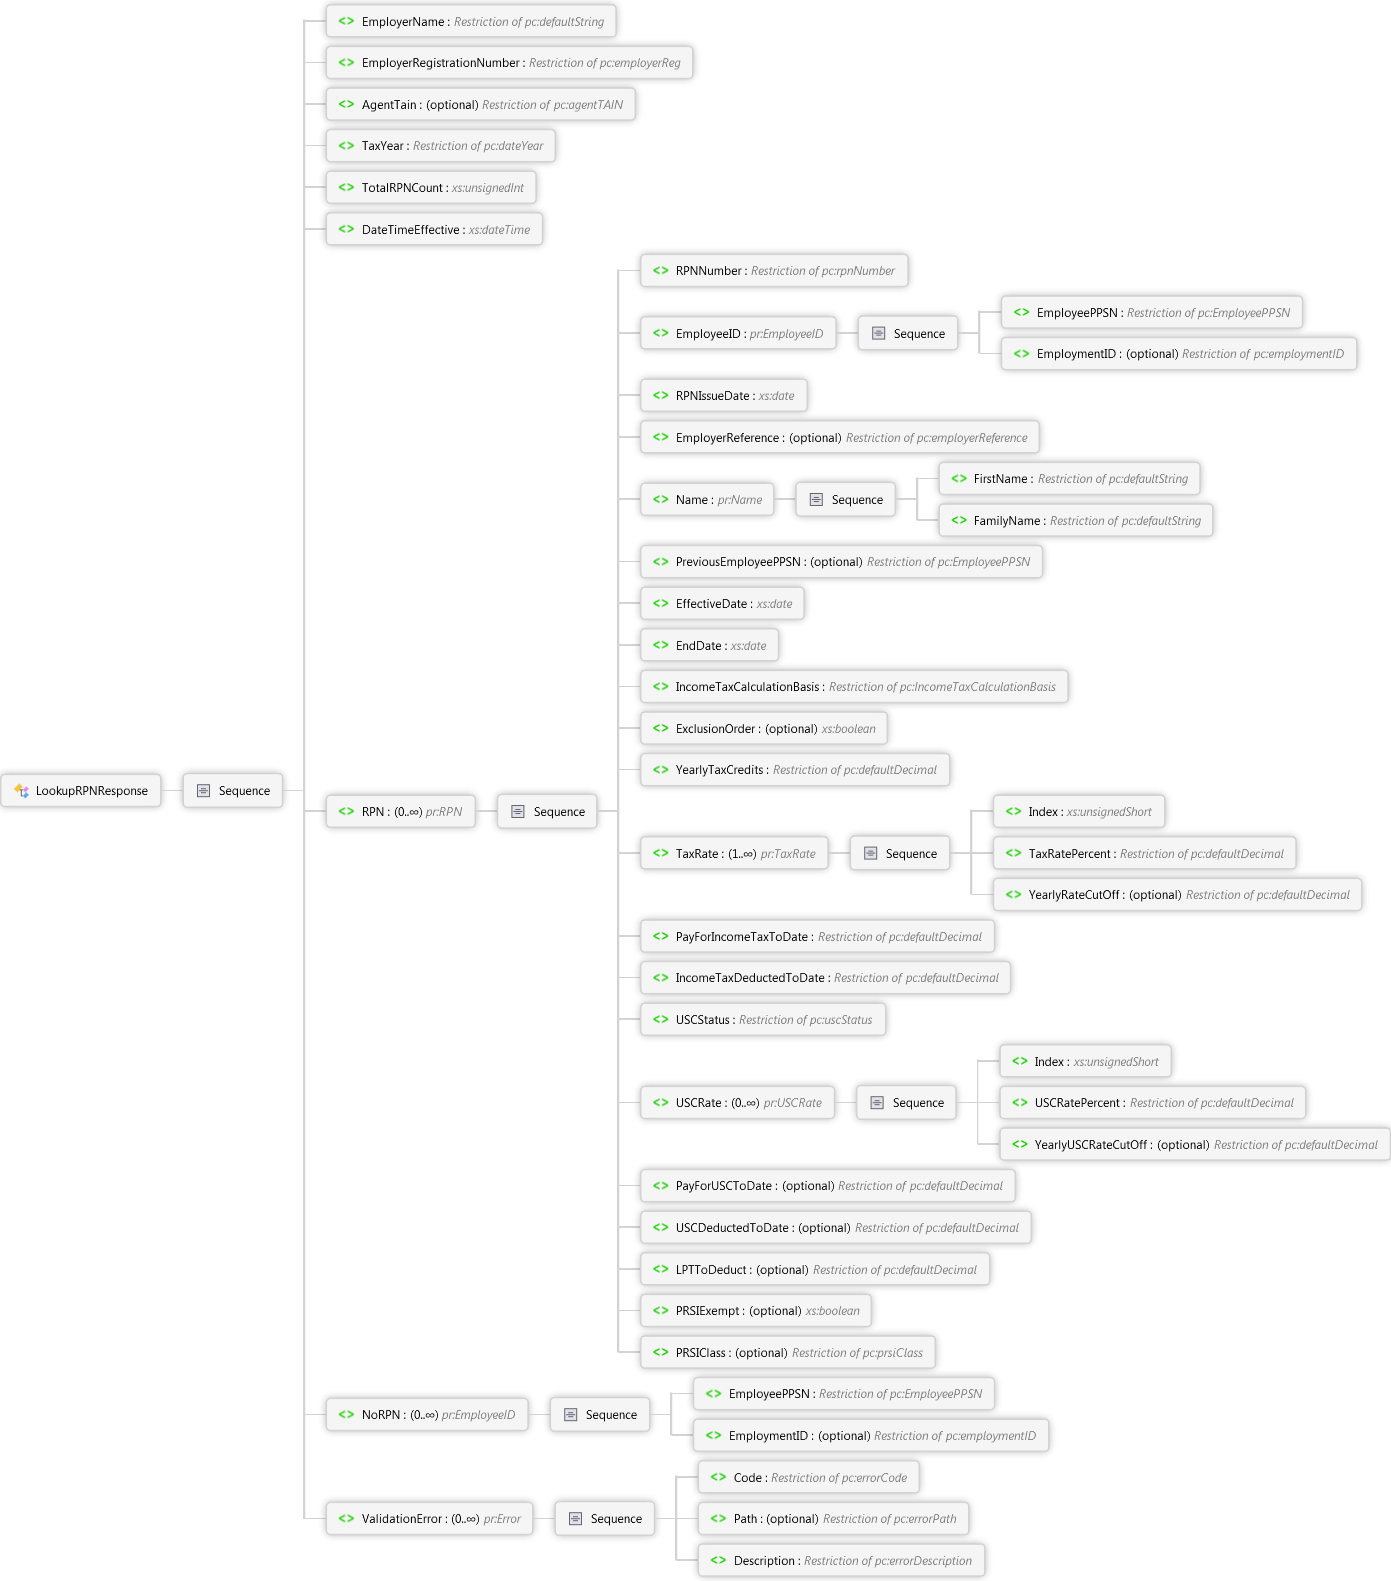 EmployerName : Restriction of pc:defaultString
EmployerRegistrationNumber : Restriction of pc:employerReg
AgentTain : (optional) Restriction of pc:agentTAIN
TaxYear : Restriction of pc:dateYear
TotalRPNCount : xs:unsignedInt
DateTimeEffective : xs:dateTime
RPNNumber : Restriction of pc:rpnNumber
EmployeePPSN : Restriction of pc:EmployeePPSN
EmployeeID : pr:EmployeeID
Sequence
EmploymentID : (optional) Restriction of pc:employmentID
RPNIssueDate : xs:date
EmployerReference : (optional) Restriction of pc:employerReference
FirstName : Restriction of pc:defaultString
Name : pr:Name
Sequence
FamilyName : Restriction of pc:defaultString
PreviousEmployeePPSN : (optional) Restriction of pc:EmployeePPSN
EffectiveDate : xs:date
EndDate : xs:date
IncomeTaxCalculationBasis : Restriction of pc:IncomeTaxCalculationBasis
ExclusionOrder : (optional) xs:boolean
YearlyTaxCredits : Restriction of pc:defaultDecimal
LookupRPNResponse
Sequence
RPN : (0..∞) pr:RPN
Sequence
Index : xs:unsignedShort
TaxRate : (1..∞) pr:TaxRate
Sequence
TaxRatePercent : Restriction of pc:defaultDecimal
YearlyRateCutOff : (optional) Restriction of pc:defaultDecimal
PayForIncomeTaxToDate : Restriction of pc:defaultDecimal
IncomeTaxDeductedToDate : Restriction of pc:defaultDecimal
USCStatus : Restriction of pc:uscStatus
Index : xs:unsignedShort
USCRate : (0..∞) pr:USCRate
Sequence
USCRatePercent : Restriction of pc:defaultDecimal
YearlyUSCRateCutOff : (optional) Restriction of pc:defaultDecimal
PayForUSCToDate : (optional) Restriction of pc:defaultDecimal
USCDeductedToDate : (optional) Restriction of pc:defaultDecimal
LPTToDeduct : (optional) Restriction of pc:defaultDecimal
PRSIExempt : (optional) xs:boolean
PRSIClass : (optional) Restriction of pc:prsiClass
EmployeePPSN : Restriction of pc:EmployeePPSN
NoRPN : (0..∞) pr:EmployeeID
Sequence
EmploymentID : (optional) Restriction of pc:employmentID
Code : Restriction of pc:errorCode
ValidationError : (0..∞) pr:Error
Sequence
Path : (optional) Restriction of pc:errorPath
Description : Restriction of pc:errorDescription